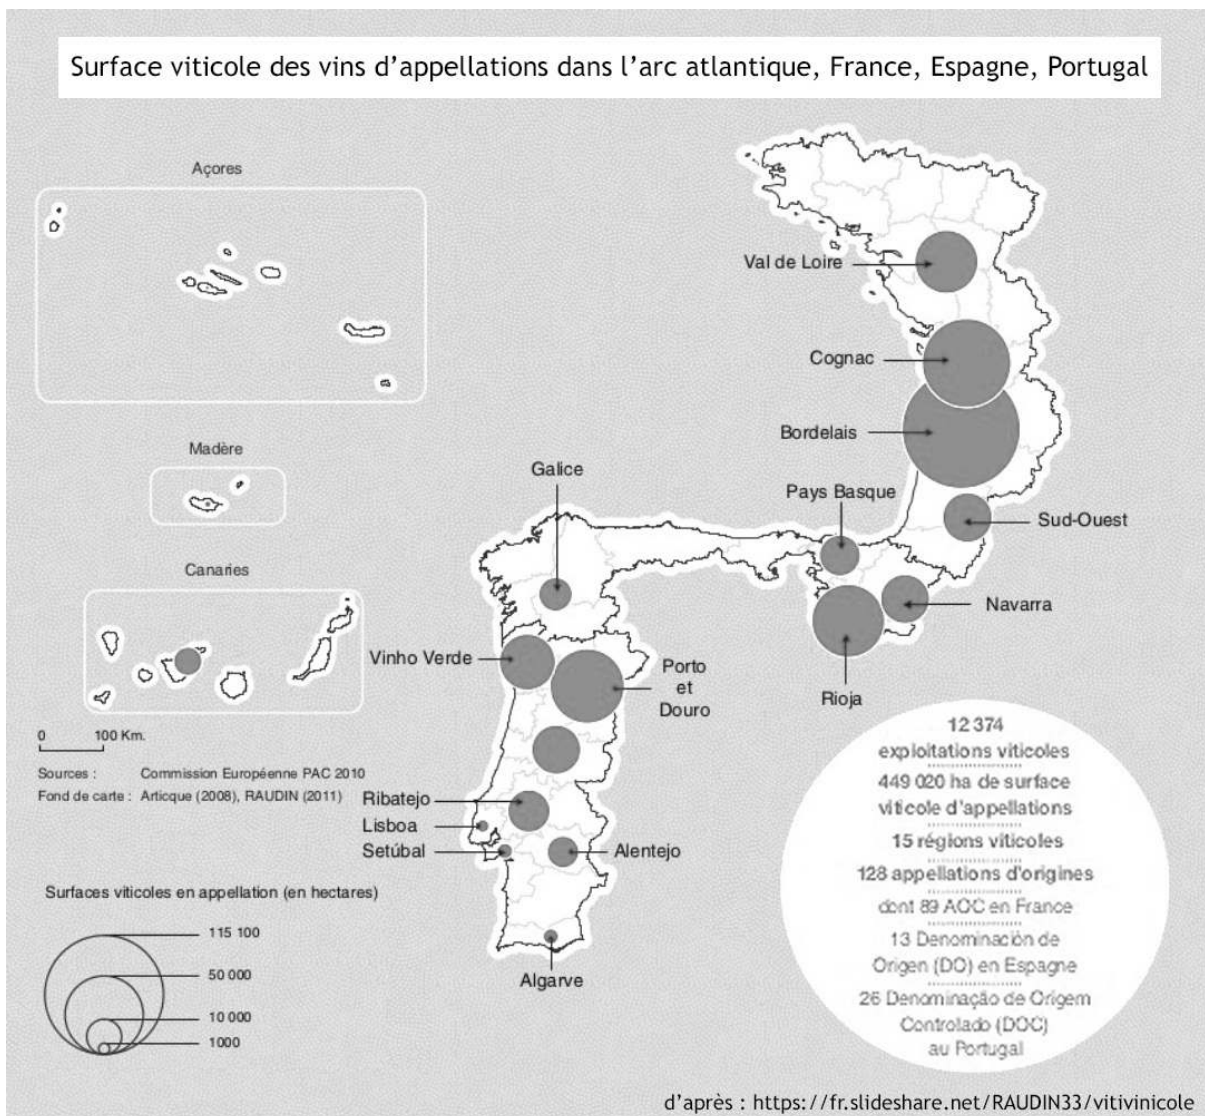 Surface viticole des vins d'appellations dans l'arc atlantique, France, Espagne, Portugal
Açores
Madère
Canaries
0 100 Km.
Sources : Commission Européenne PAC 2010
Fond de carte : Articque (2008), RAUDIN (2011)
Surfaces viticoles en appellation (en hectares)
115 100
50 000
10 000
1000
Val de Loire
Cognac
Bordelais
Pays Basque
Sud-Ouest
Navarra
Rioja
Galice
Vinho Verde
Porto
et
Douro
Ribatejo
Lisboa
Setúbal
Alentejo
Algarve
12 374
exploitations viticoles
449 020 ha de surface
viticole d'appellations
15 régions viticoles
128 appellations d'origines
dont 89 AOC en France
13 Denominación de
Origen (DO) en Espagne
26 Denominação de Origem
Controlado (DOC)
au Portugal
d'après : https://fr.slideshare.net/RAUDIN33/vitivinicole